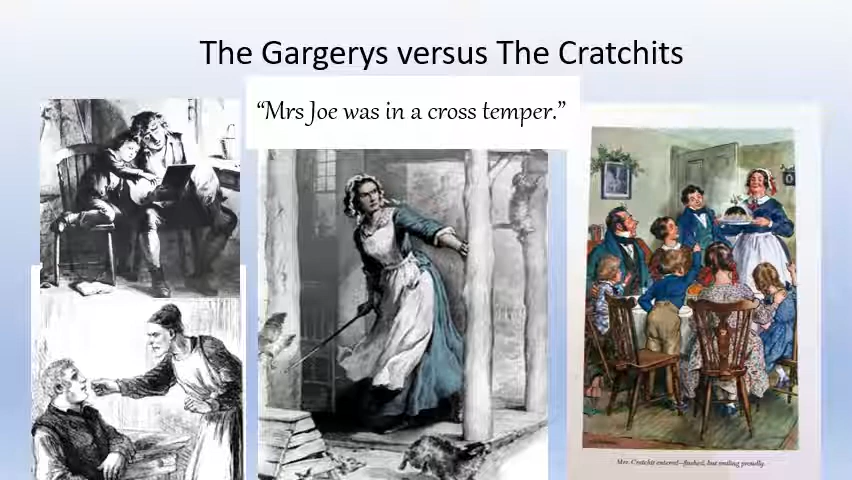 The Gargerys versus The Cratchits
“Mrs Joe was in a cross temper.”
Mrs. Cratchit entered—flushed, but smiling proudly.